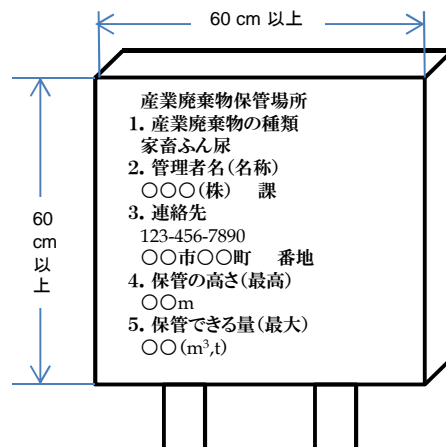 60 cm 以上
60
cm
以
上
産業廃棄物保管場所
1. 産業廃棄物の種類
家畜ふん尿
2. 管理者名(名称)
○○○(株)　課
3. 連絡先
123-456-7890
○○市○○町　番地
4. 保管の高さ(最高)
○○m
5. 保管できる量(最大)
○○(m³,t)